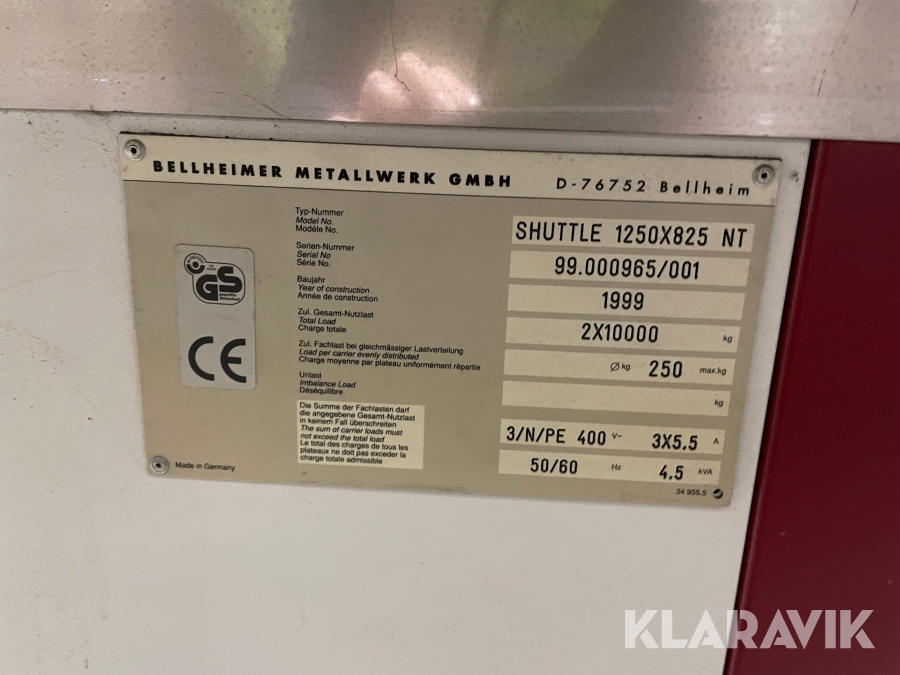 BELLHEIMER METALLWERK GMBH D-76752 Bellheim
Typ-Nummer
Model No.
Modèle No.
SHUTTLE 1250X825 NT
Serien-Nummer
Serial No
Série No.
99.000965/001
Baujahr
Year of construction
Année de construction
1999
Zul. Gesamt-Nutzlast
Total Load
Charge totale
2X10000 kg
Zul. Fachlast bei gleichmässiger Lastverteilung
Load per carrier evenly distributed
Charge moyenne par plateau uniformément répartie
Ø kg 250 max.kg
Unlast
Imbalance Load
Déséquilibre
kg
Die Summe der Fachlasten darf
die angegebene Gesamt-Nutzlast
in keinem Fall überschreiten
The sum of carrier loads must
not exceed the total load
Le total des charges de tous les
plateaux ne doit pas exceder la
charge totale admissible
3/N/PE 400 V~ 3X5.5 A
50/60 Hz 4.5 kVA
GS
geprüfte
Sicherheit
CE
Made in Germany
34 955.5
KLARAVIK